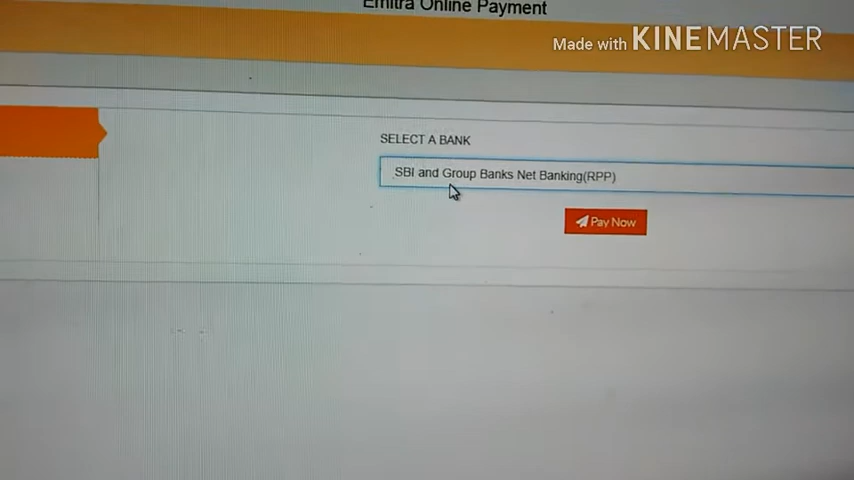 Emitra Online Payment
Made with KINEMASTER
SELECT A BANK
SBI and Group Banks Net Banking(RPP)
Pay Now